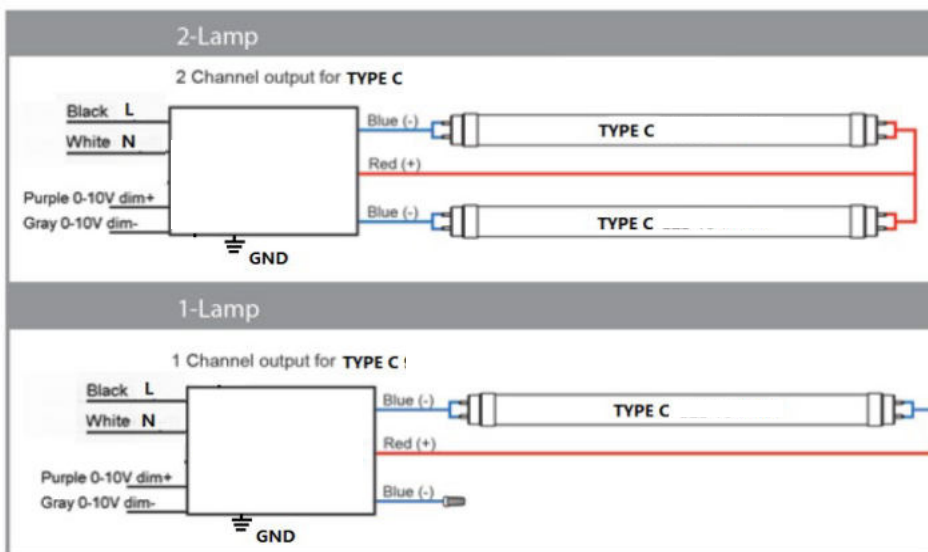 2-Lamp
2 Channel output for TYPE C
Black L
White N
Purple 0-10V dim+
Gray 0-10V dim-
GND
Blue (-)
Red (+)
Blue (-)
TYPE C
TYPE C
1-Lamp
1 Channel output for TYPE C
Black L
White N
Purple 0-10V dim+
Gray 0-10V dim-
GND
Blue (-)
Red (+)
Blue (-)
TYPE C